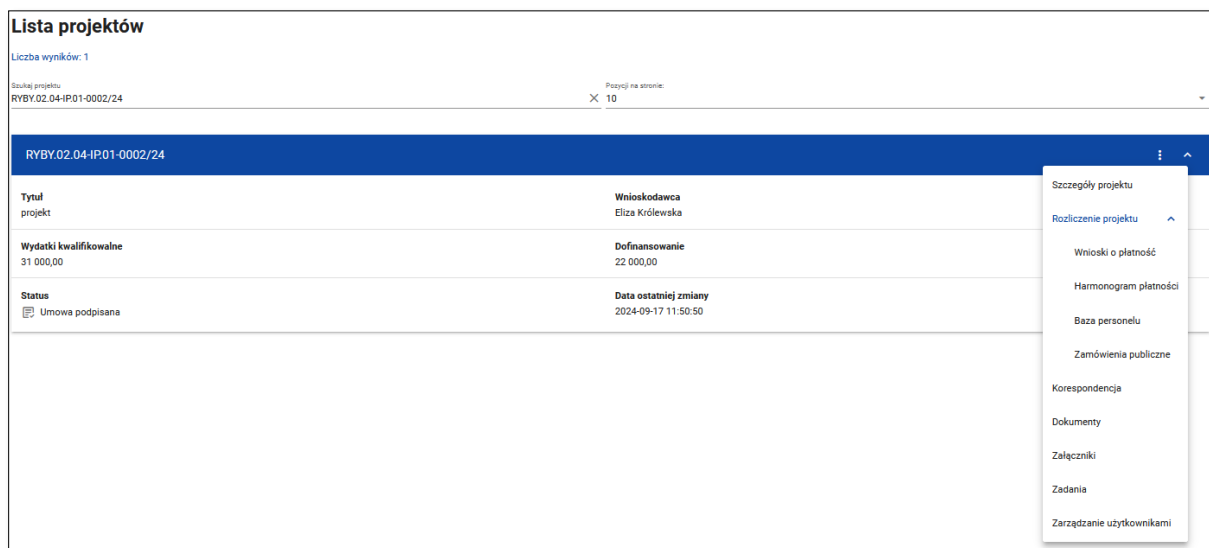 Lista projektów
Liczba wyników: 1
Szukaj projektu
RYBY.02.04-IP.01-0002/24
Pozycji na stronie:
10
RYBY.02.04-IP.01-0002/24
Tytuł
projekt
Wnioskodawca
Eliza Królewska
Wydatki kwalifikowalne
31 000,00
Dofinansowanie
22 000,00
Status
Umowa podpisana
Data ostatniej zmiany
2024-09-17 11:50:50
Szczegóły projektu
Rozliczenie projektu
Wnioski o płatność
Harmonogram płatności
Baza personelu
Zamówienia publiczne
Korespondencja
Dokumenty
Załączniki
Zadania
Zarządzanie użytkownikami